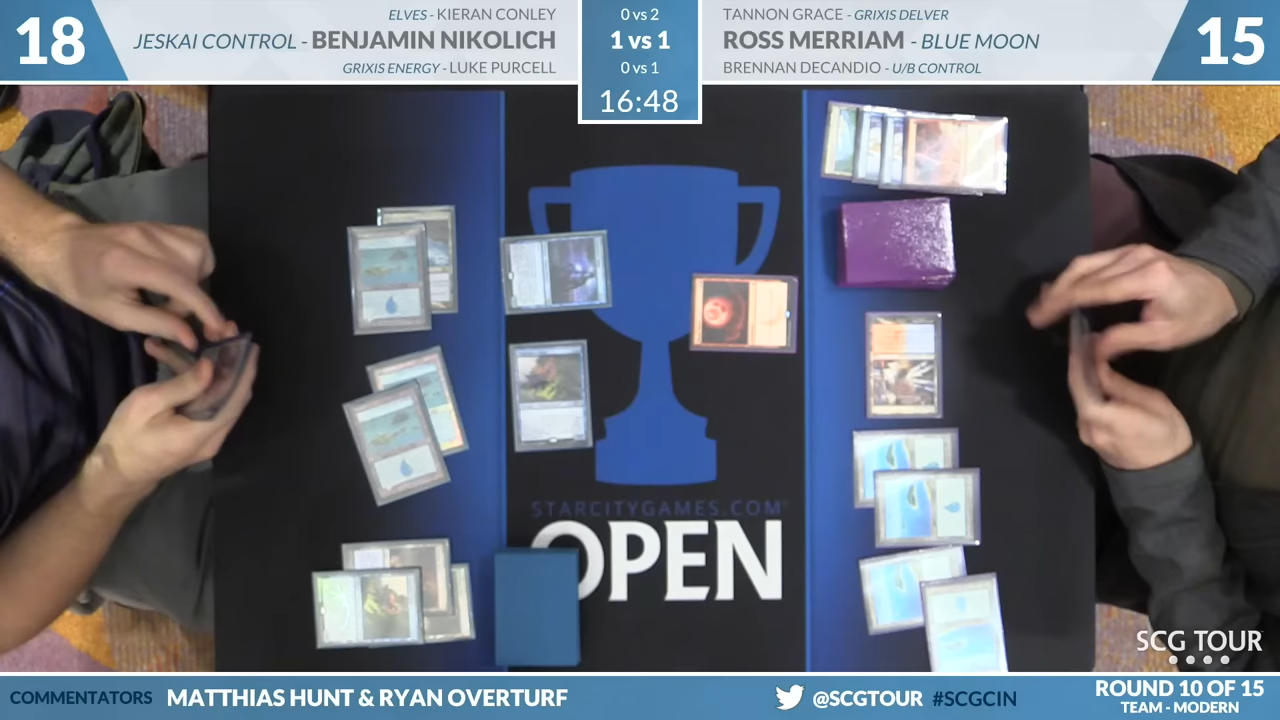 18
ELVES - KIERAN CONLEY
JESKAI CONTROL - BENJAMIN NIKOLICH
GRIXIS ENERGY - LUKE PURCELL
0 vs 2
1 vs 1
0 vs 1
16:48
TANNON GRACE - GRIXIS DELVER
ROSS MERRIAM - BLUE MOON
BRENNAN DECANDIO - U/B CONTROL
15
STARCITYGAMES.COM®
OPEN
SCG TOUR
COMMENTATORS MATTHIAS HUNT & RYAN OVERTURF
@SCGTOUR #SCGCIN
ROUND 10 OF 15
TEAM - MODERN